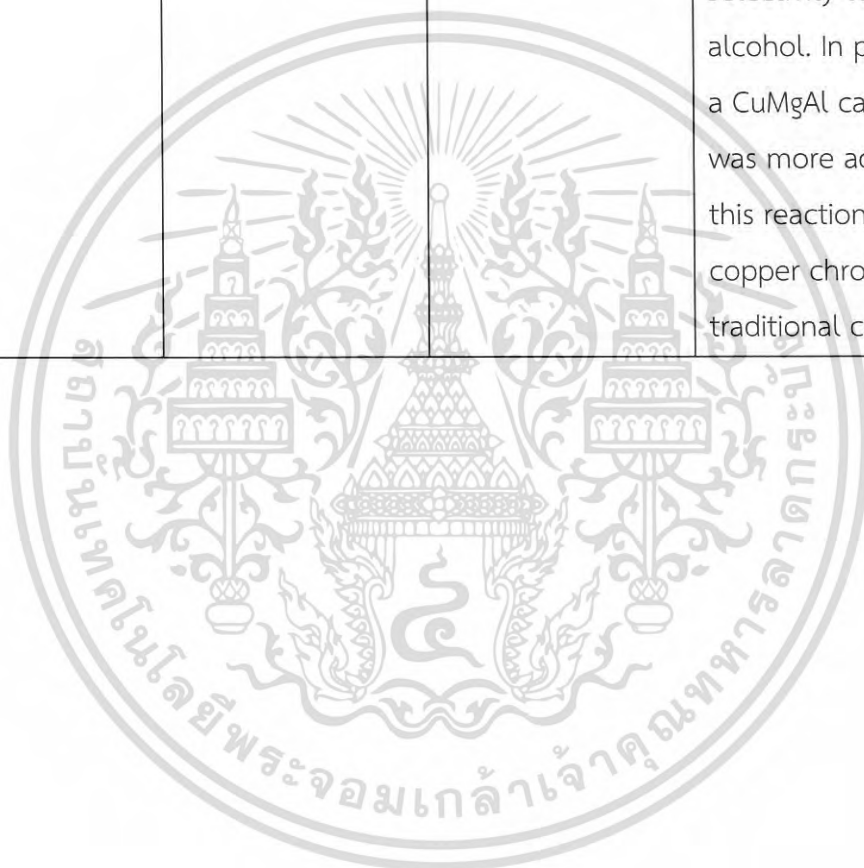 alcohol. In p
a CuMgAl ca
was more ac
this reaction
copper chro
traditional c
สถาบันเทคโนโลยีพระจอมเกล้าเจ้าคุณทหารลาดกระบัง